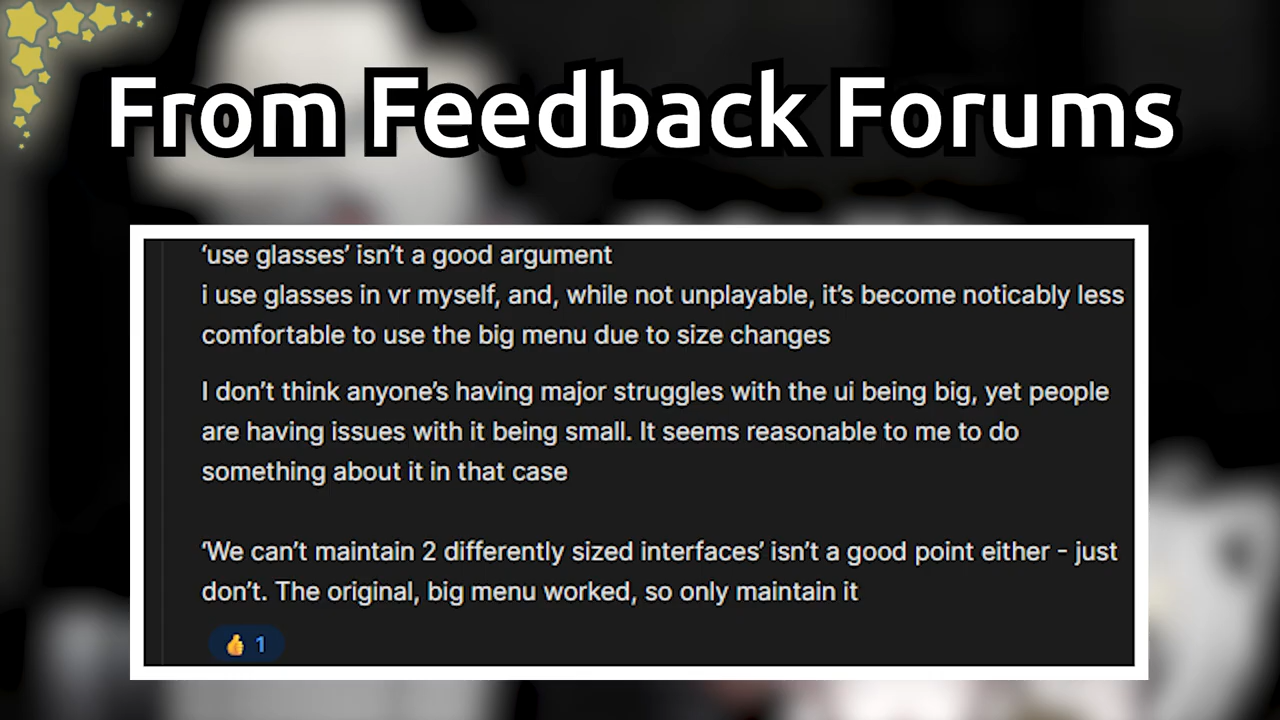 From Feedback Forums
‘use glasses’ isn’t a good argument
i use glasses in vr myself, and, while not unplayable, it’s become noticably less
comfortable to use the big menu due to size changes
I don’t think anyone’s having major struggles with the ui being big, yet people
are having issues with it being small. It seems reasonable to me to do
something about it in that case
‘We can’t maintain 2 differently sized interfaces’ isn’t a good point either - just
don’t. The original, big menu worked, so only maintain it
👍 1